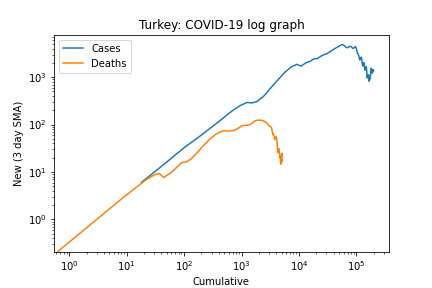 Turkey: COVID-19 log graph
Cases
Deaths
New (3 day SMA)
10³
10²
10¹
10⁰
10⁰ 10¹ 10² 10³ 10⁴ 10⁵
Cumulative